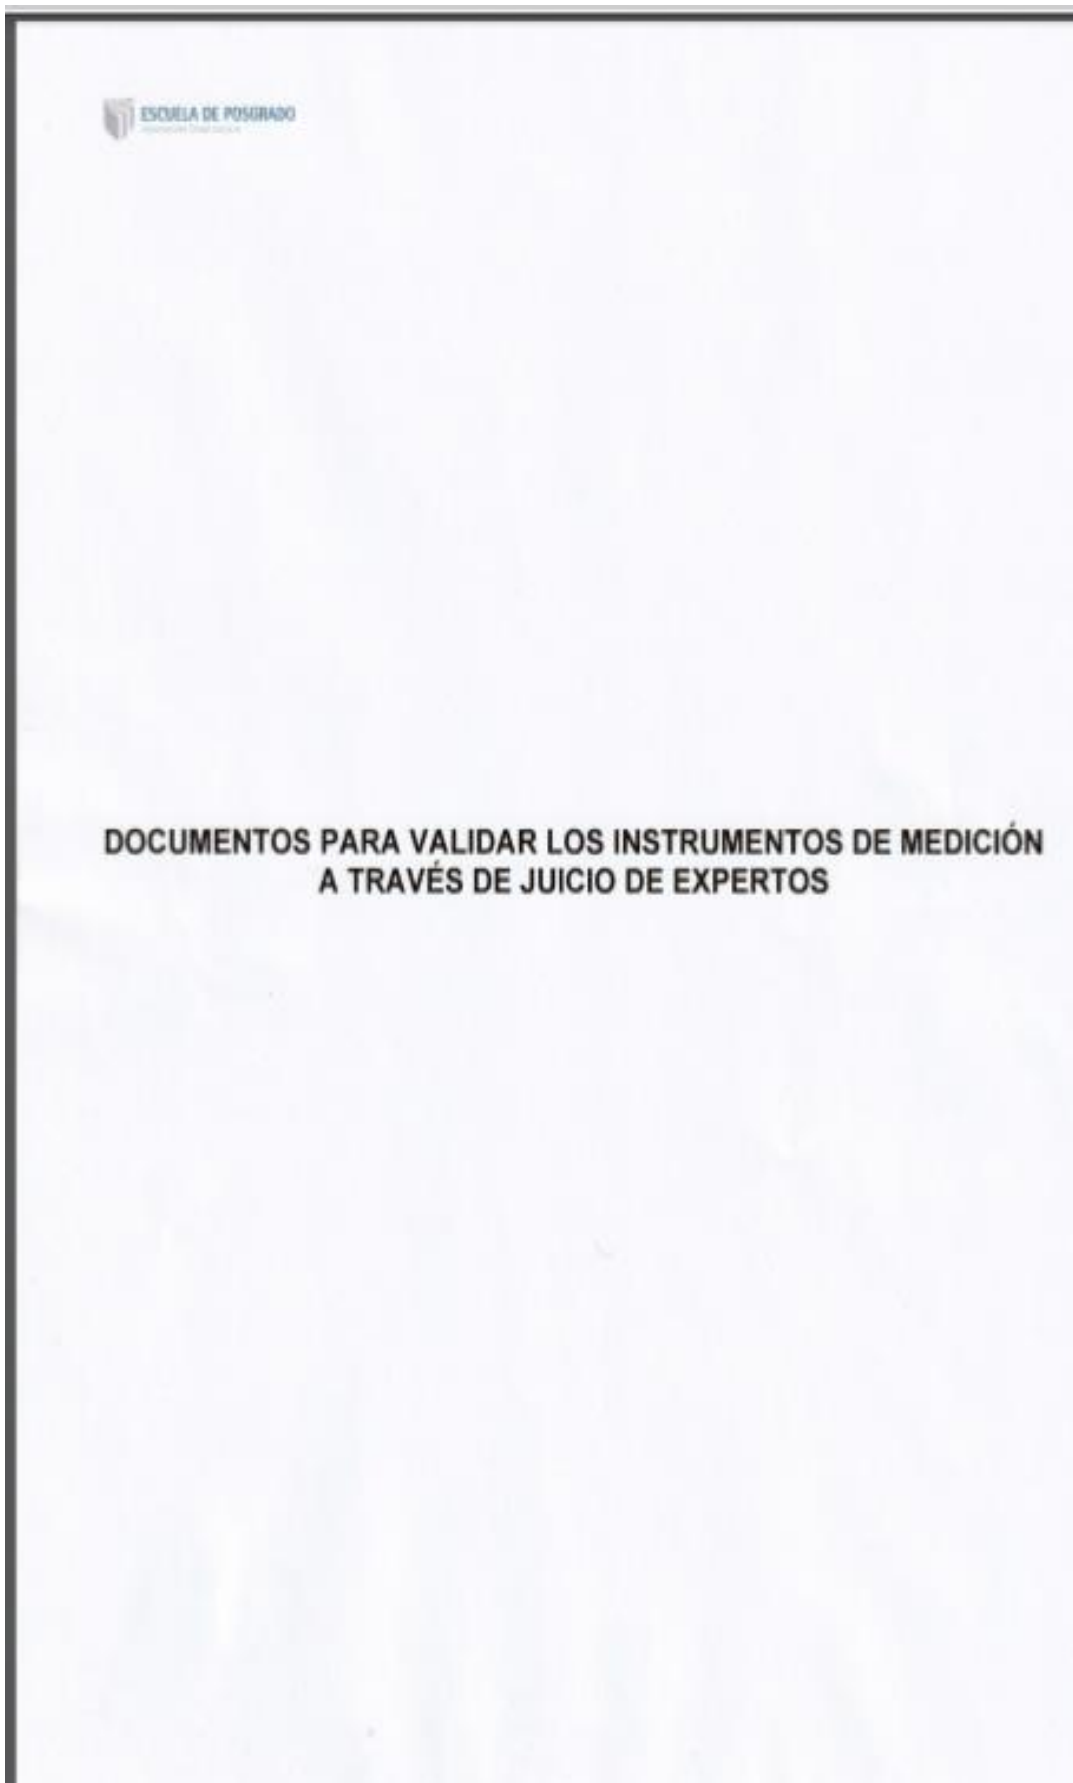 ESCUELA DE POSGRADO
DOCUMENTOS PARA VALIDAR LOS INSTRUMENTOS DE MEDICIÓN
A TRAVÉS DE JUICIO DE EXPERTOS